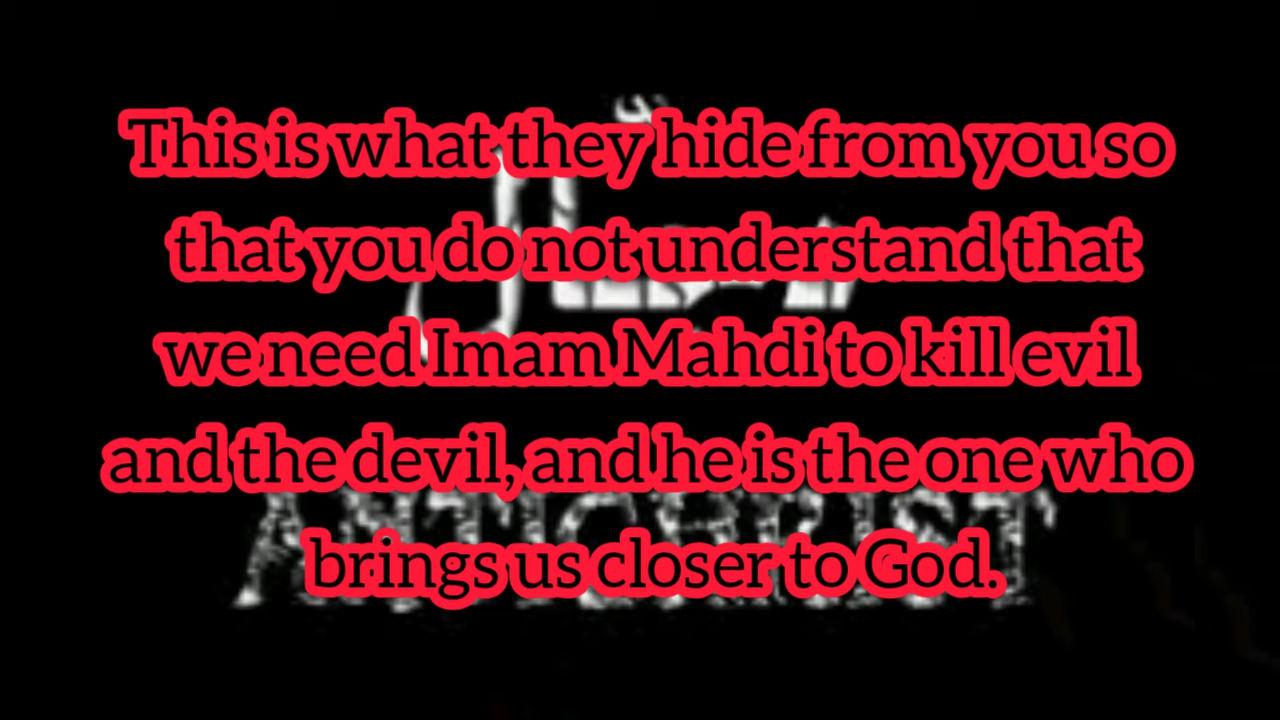 This is what they hide from you so
that you do not understand that
we need Imam Mahdi to kill evil
and the devil, and he is the one who
ANTICHRIST
brings us closer to God.